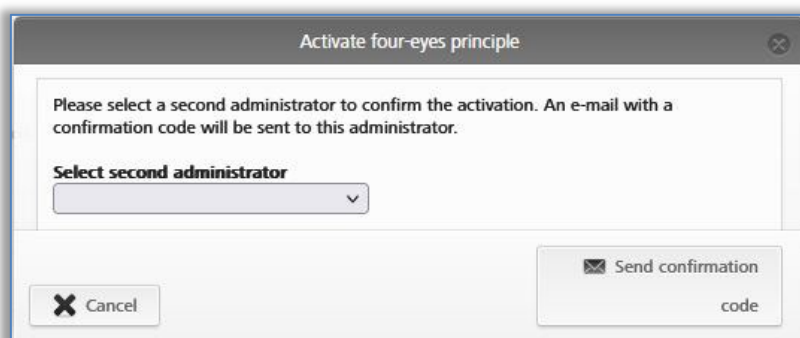 Activate four-eyes principle
Please select a second administrator to confirm the activation. An e-mail with a
confirmation code will be sent to this administrator.
Select second administrator
Send confirmation
code
Cancel